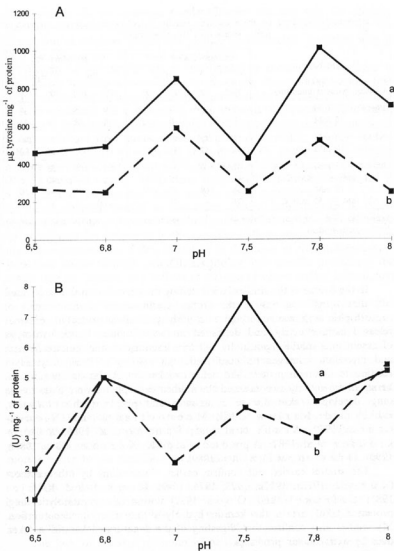 A
1200
1000
800
600
400
200
0
µg tyrosine mg⁻¹ of protein
a
b
6,5 6,8 7 7,5 7,8 8
pH
B
8
7
6
5
4
3
2
1
0
(U) mg⁻¹ of protein
a
b
6,5 6,8 7 7,5 7,8 8
pH